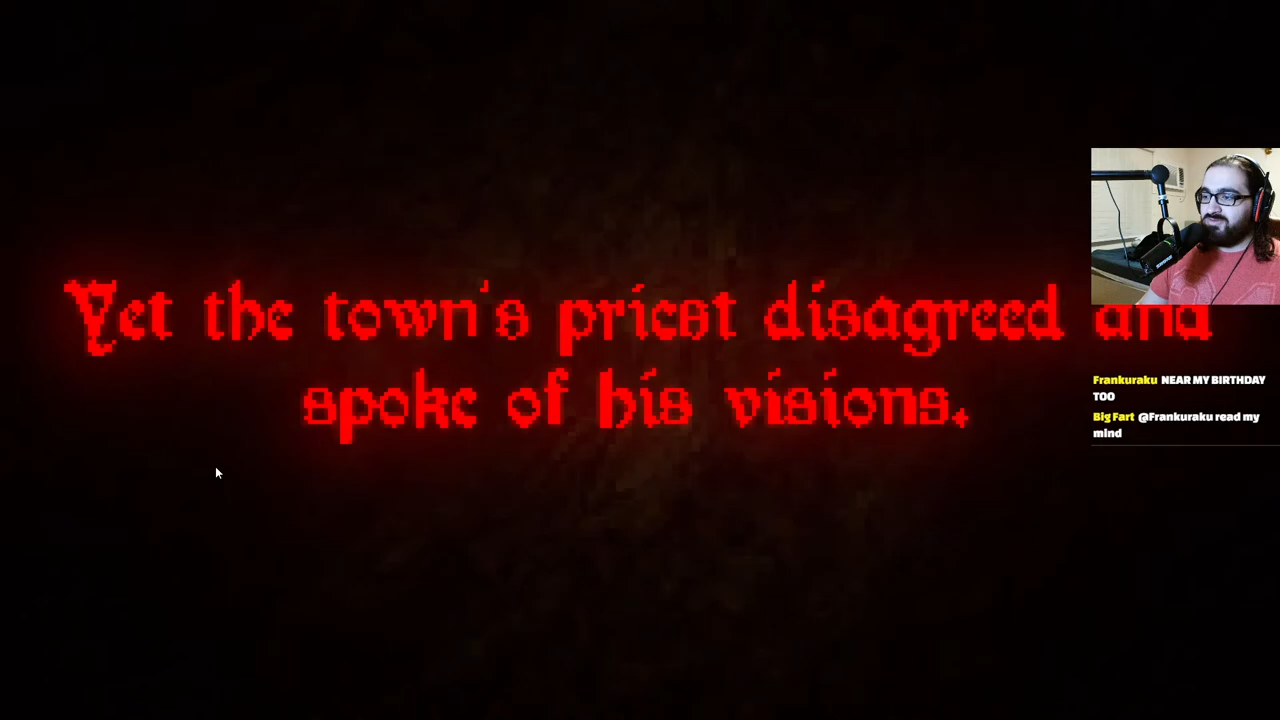 Yet the town's priest disagreed and
spoke of his visions.
Frankuraku NEAR MY BIRTHDAY
TOO
Big Fart @Frankuraku read my
mind